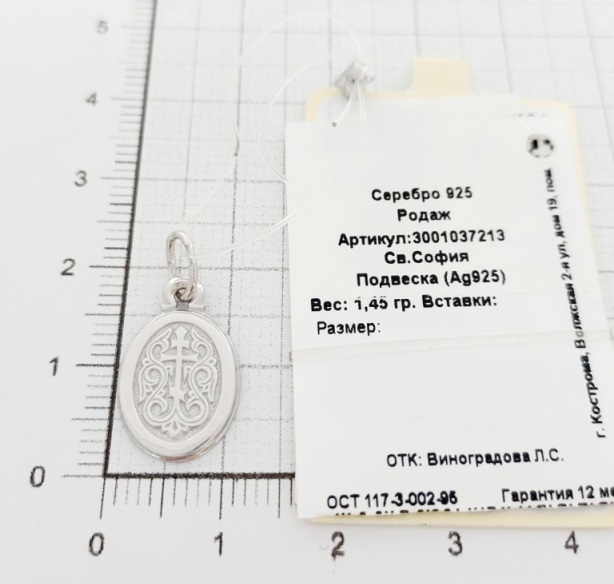 5
4
3
2
1
0
0
1
2
3
4
Серебро 925
Родаж
Артикул:3001037213
Св.София
Подвеска (Ag925)
Вес: 1,45 гр. Вставки:
Размер:
ОТК: Виноградова Л.С.
ОСТ 117-3-002-95 Гарантия 12 ме
г. Кострома, Волжская 2-я ул, дом 19, пом